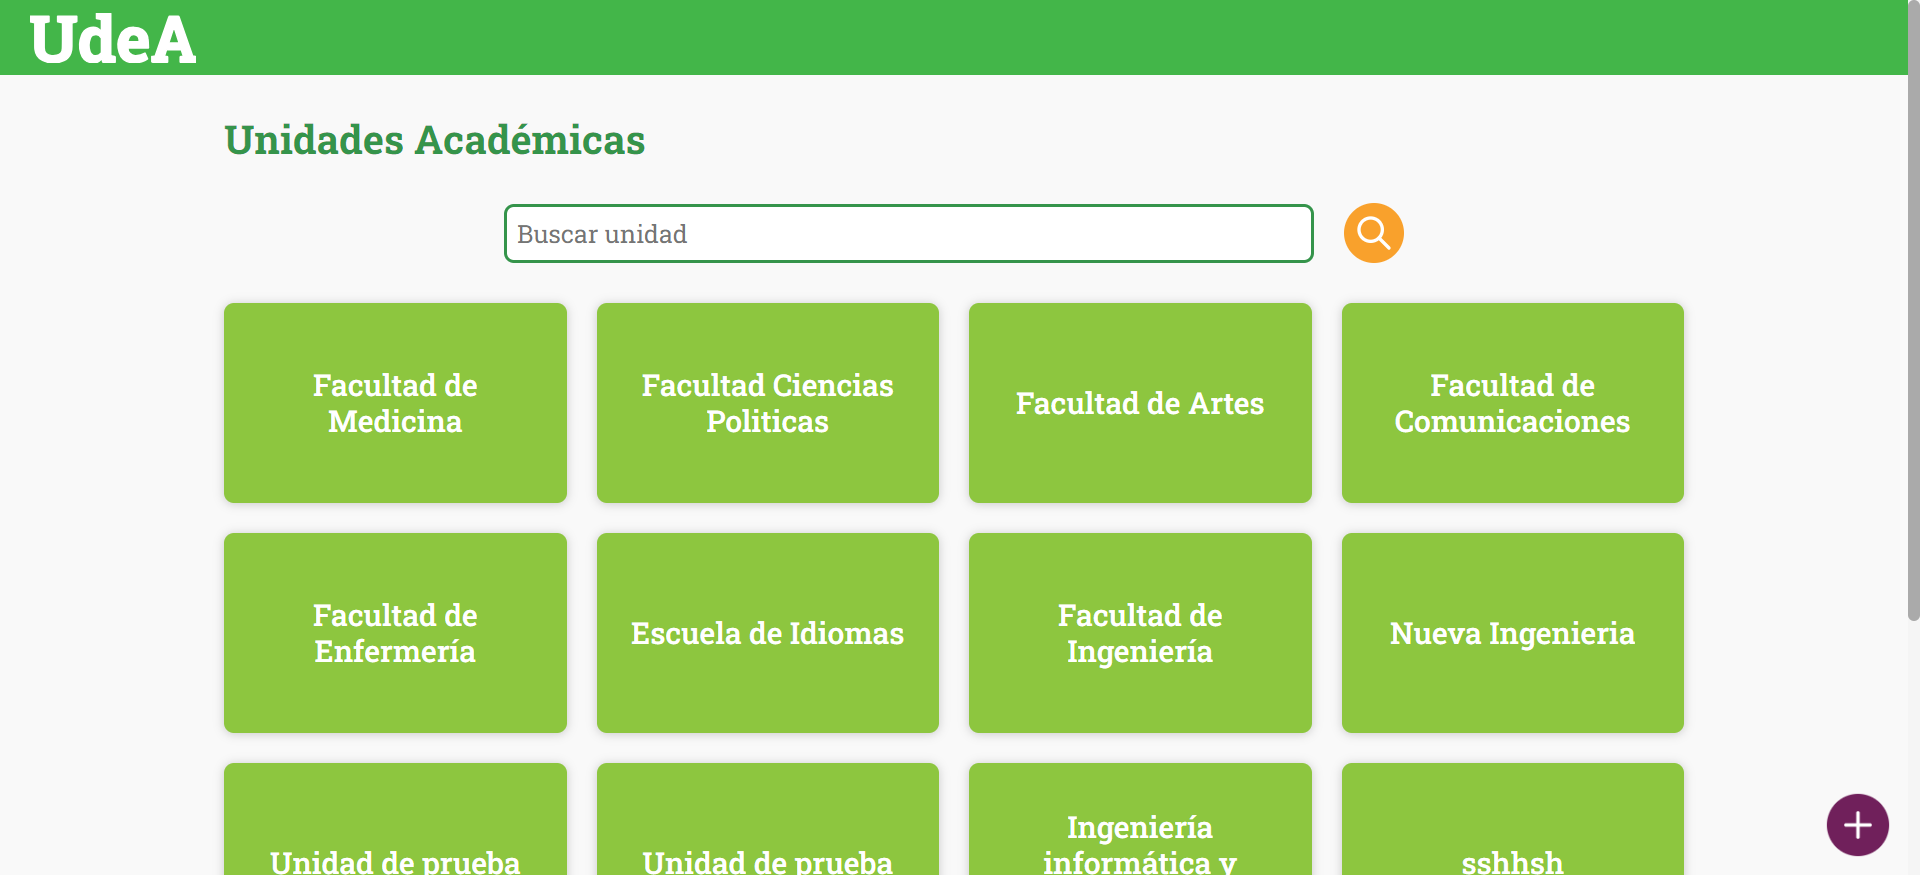 UdeA
Unidades Académicas
Buscar unidad
Facultad de
Medicina
Facultad Ciencias
Politicas
Facultad de Artes
Facultad de
Comunicaciones
Facultad de
Enfermería
Escuela de Idiomas
Facultad de
Ingeniería
Nueva Ingenieria
Unidad de prueba
Unidad de prueba
Ingeniería
informática y
sshhsh